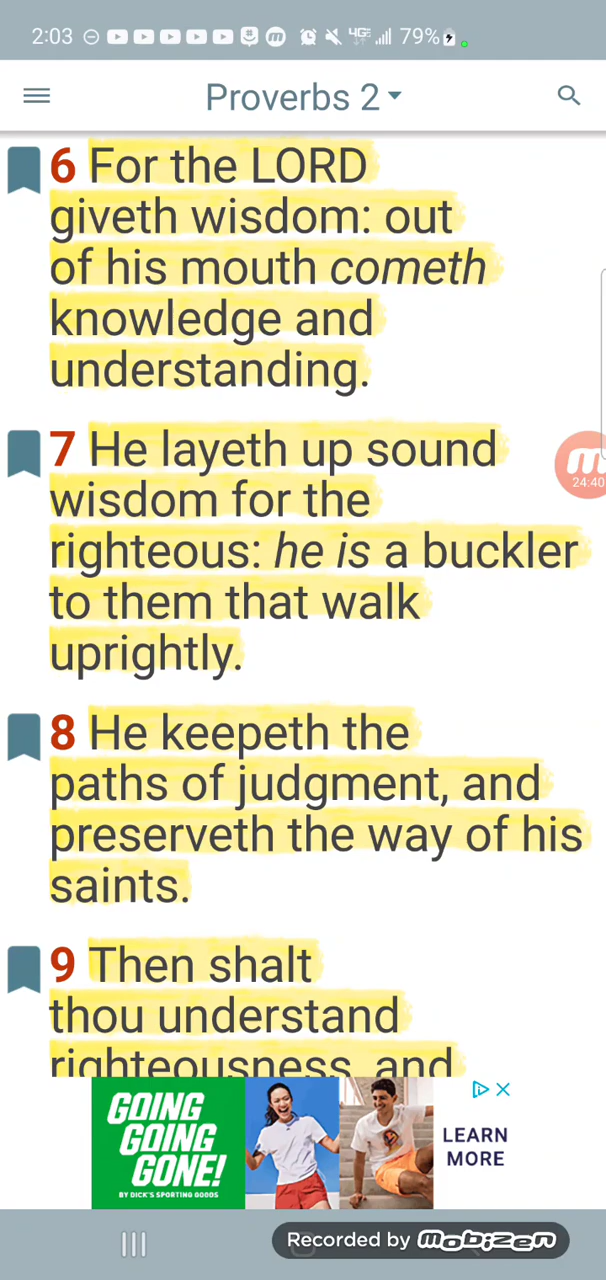 2:03 4GE 79%
Proverbs 2
6 For the LORD
giveth wisdom: out
of his mouth cometh
knowledge and
understanding.
7 He layeth up sound
wisdom for the
righteous: he is a buckler
to them that walk
uprightly.
24:40
8 He keepeth the
paths of judgment, and
preserveth the way of his
saints.
9 Then shalt
thou understand
righteousness, and
GOING
GOING
GONE!
BY DICK'S SPORTING GOODS
LEARN
MORE
Recorded by mobizen